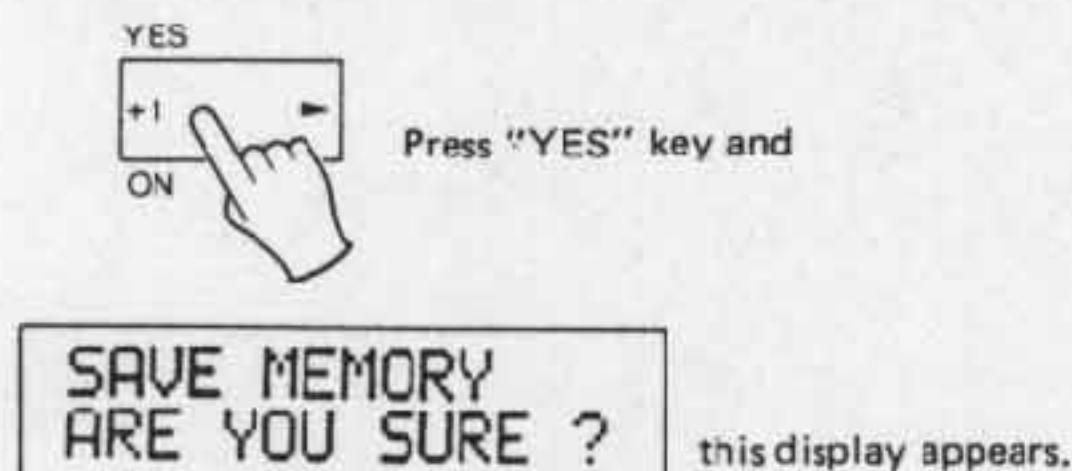 YES
+1 ►
ON
Press "YES" key and
SAVE MEMORY
ARE YOU SURE ?
this display appears.